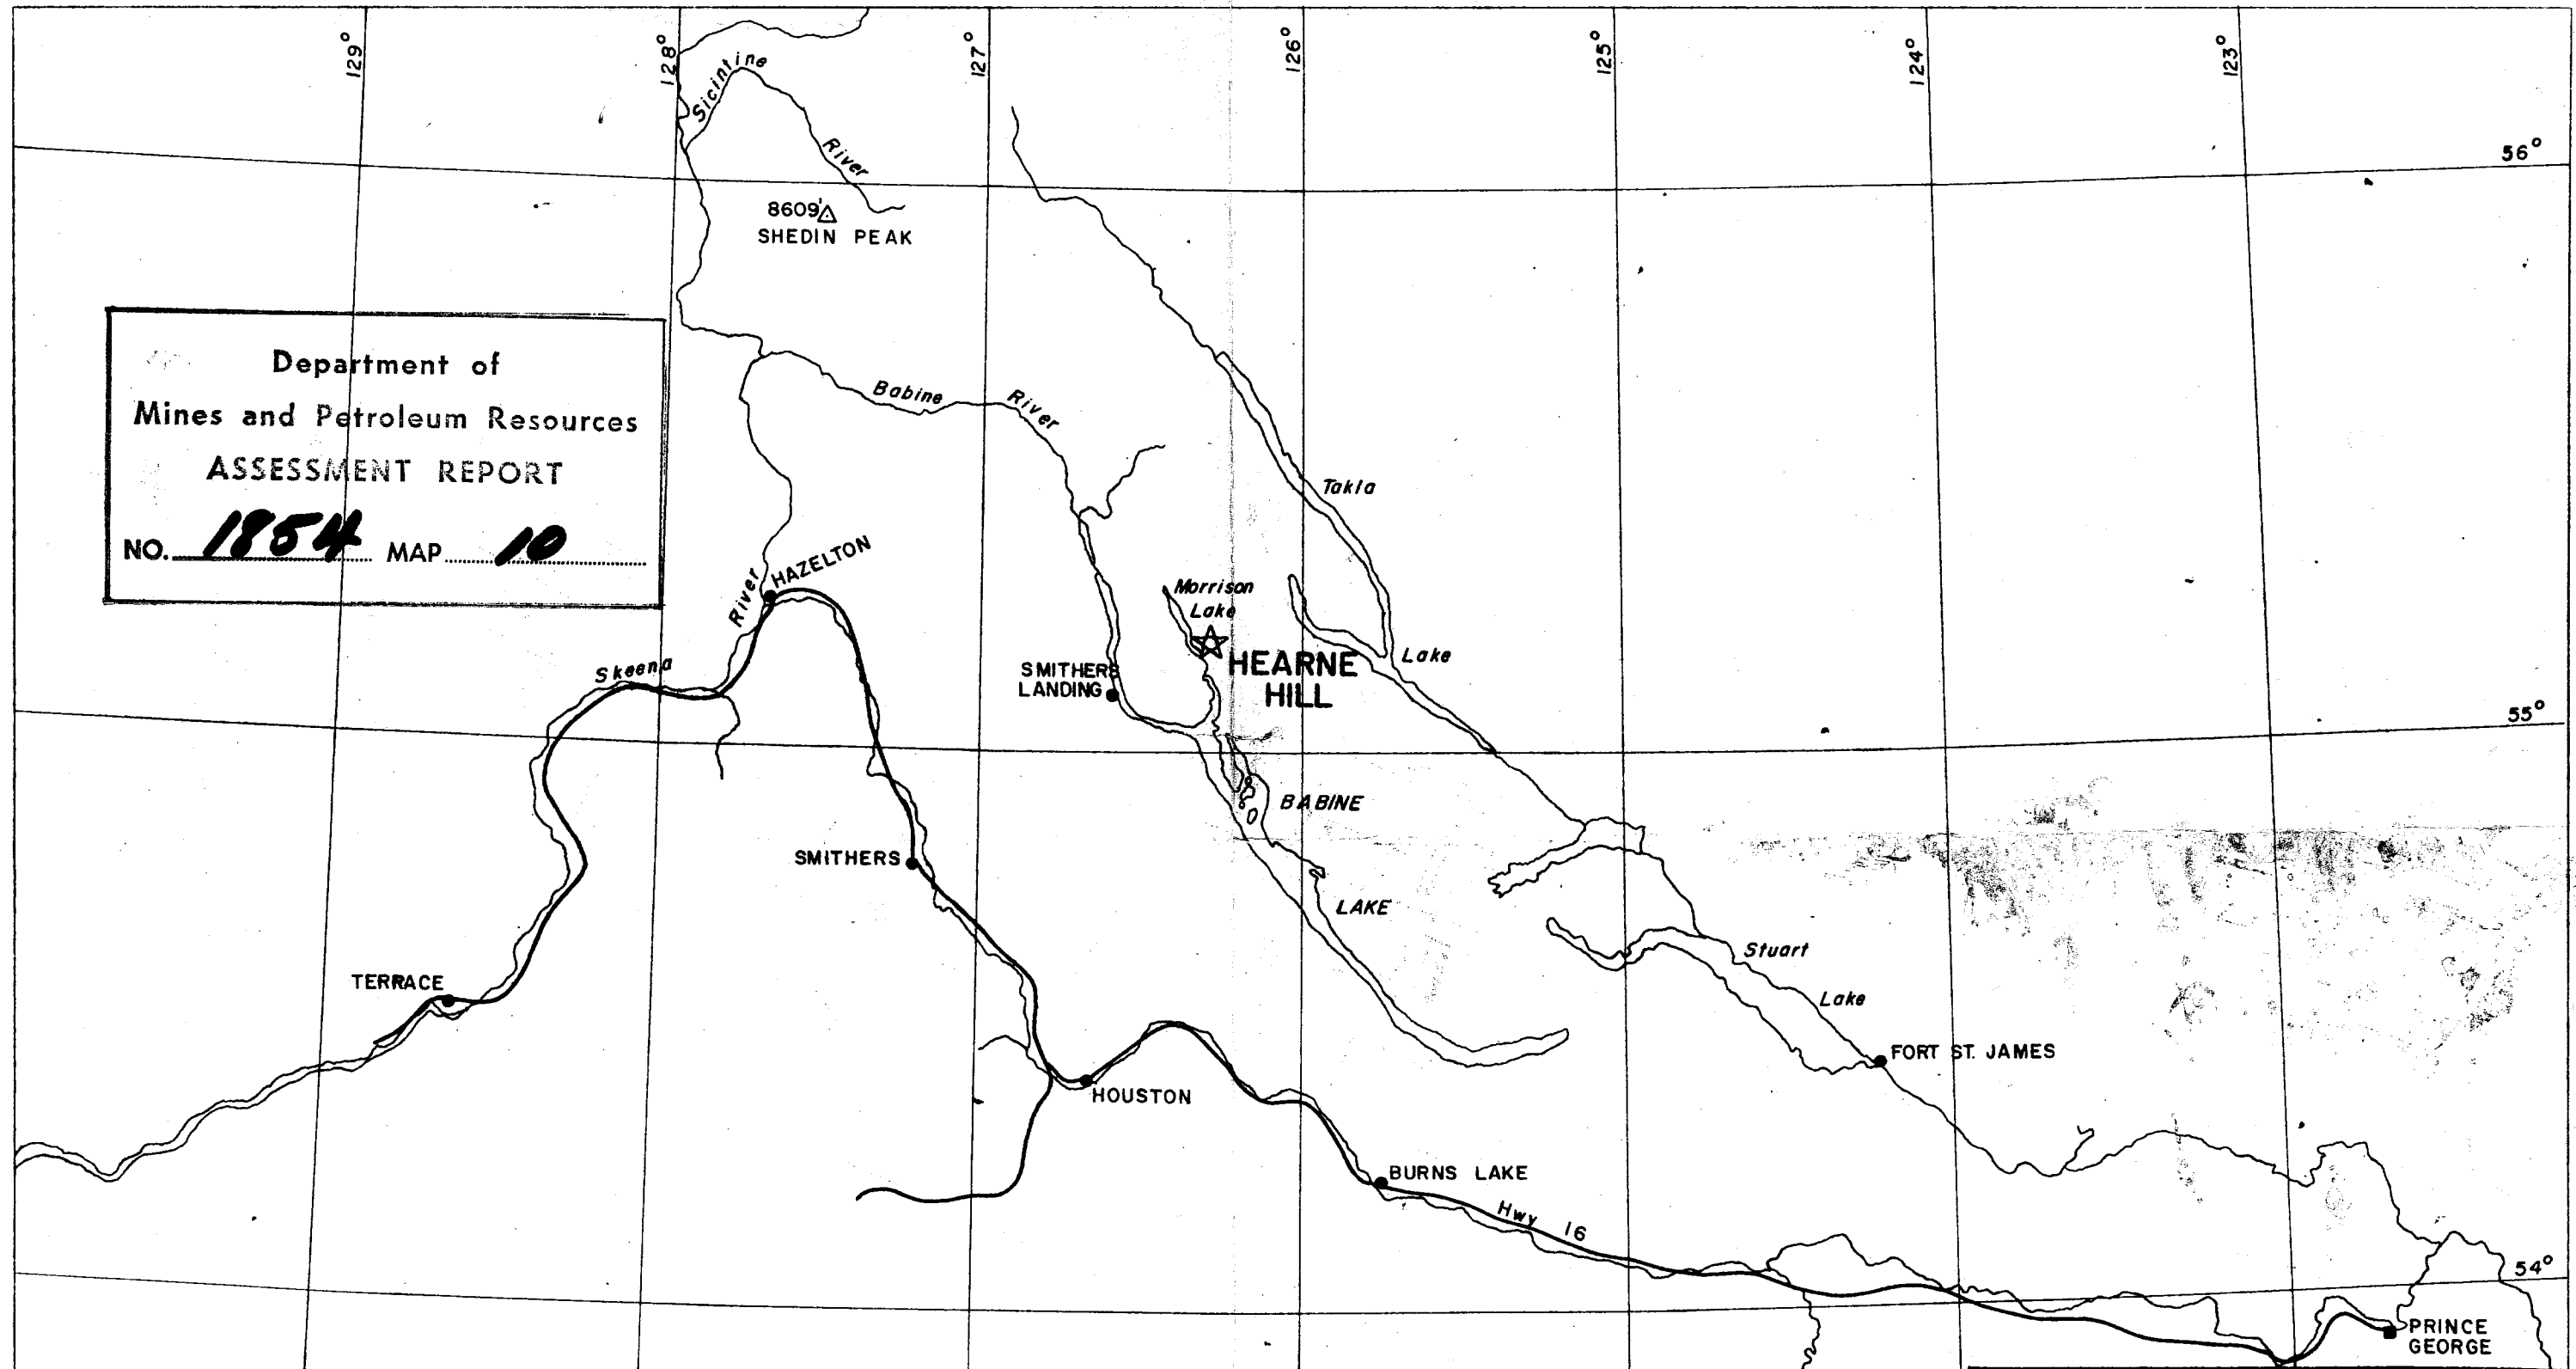 129°
128°
127°
126°
125°
124°
123°
Sicintine
River
56°
8609'
SHEDIN PEAK
Department of
Mines and Petroleum Resources
ASSESSMENT REPORT
NO. 1854 MAP 10
Babine River
Takla
HAZELTON
River
Morrison
Lake
Skeena
SMITHERS
LANDING
HEARNE
HILL
Lake
55°
BABINE
SMITHERS
LAKE
Stuart
TERRACE
Lake
FORT ST. JAMES
HOUSTON
BURNS LAKE
Hwy 16
54°
PRINCE
GEORGE